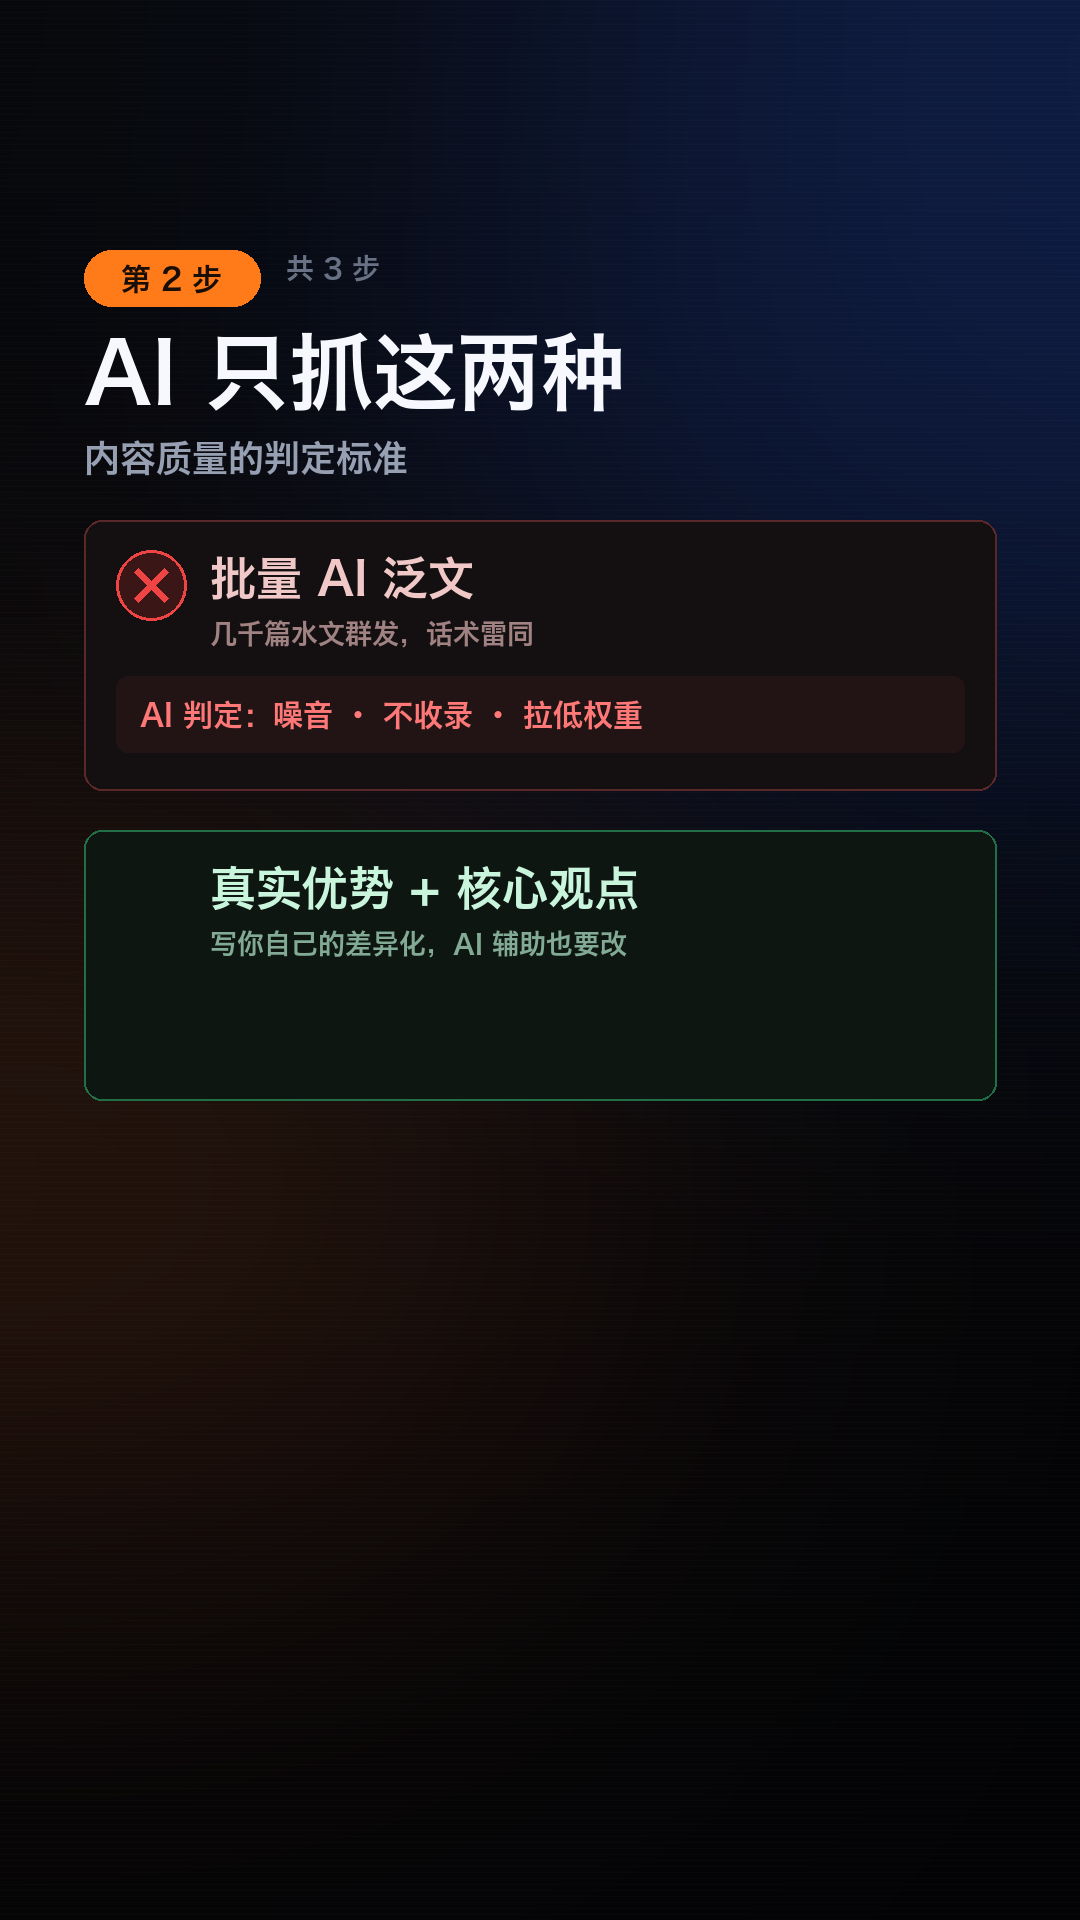 第 2 步
共 3 步
AI 只抓这两种
内容质量的判定标准
批量 AI 泛文
几千篇水文群发，话术雷同
AI 判定：噪音 · 不收录 · 拉低权重
真实优势 + 核心观点
写你自己的差异化，AI 辅助也要改